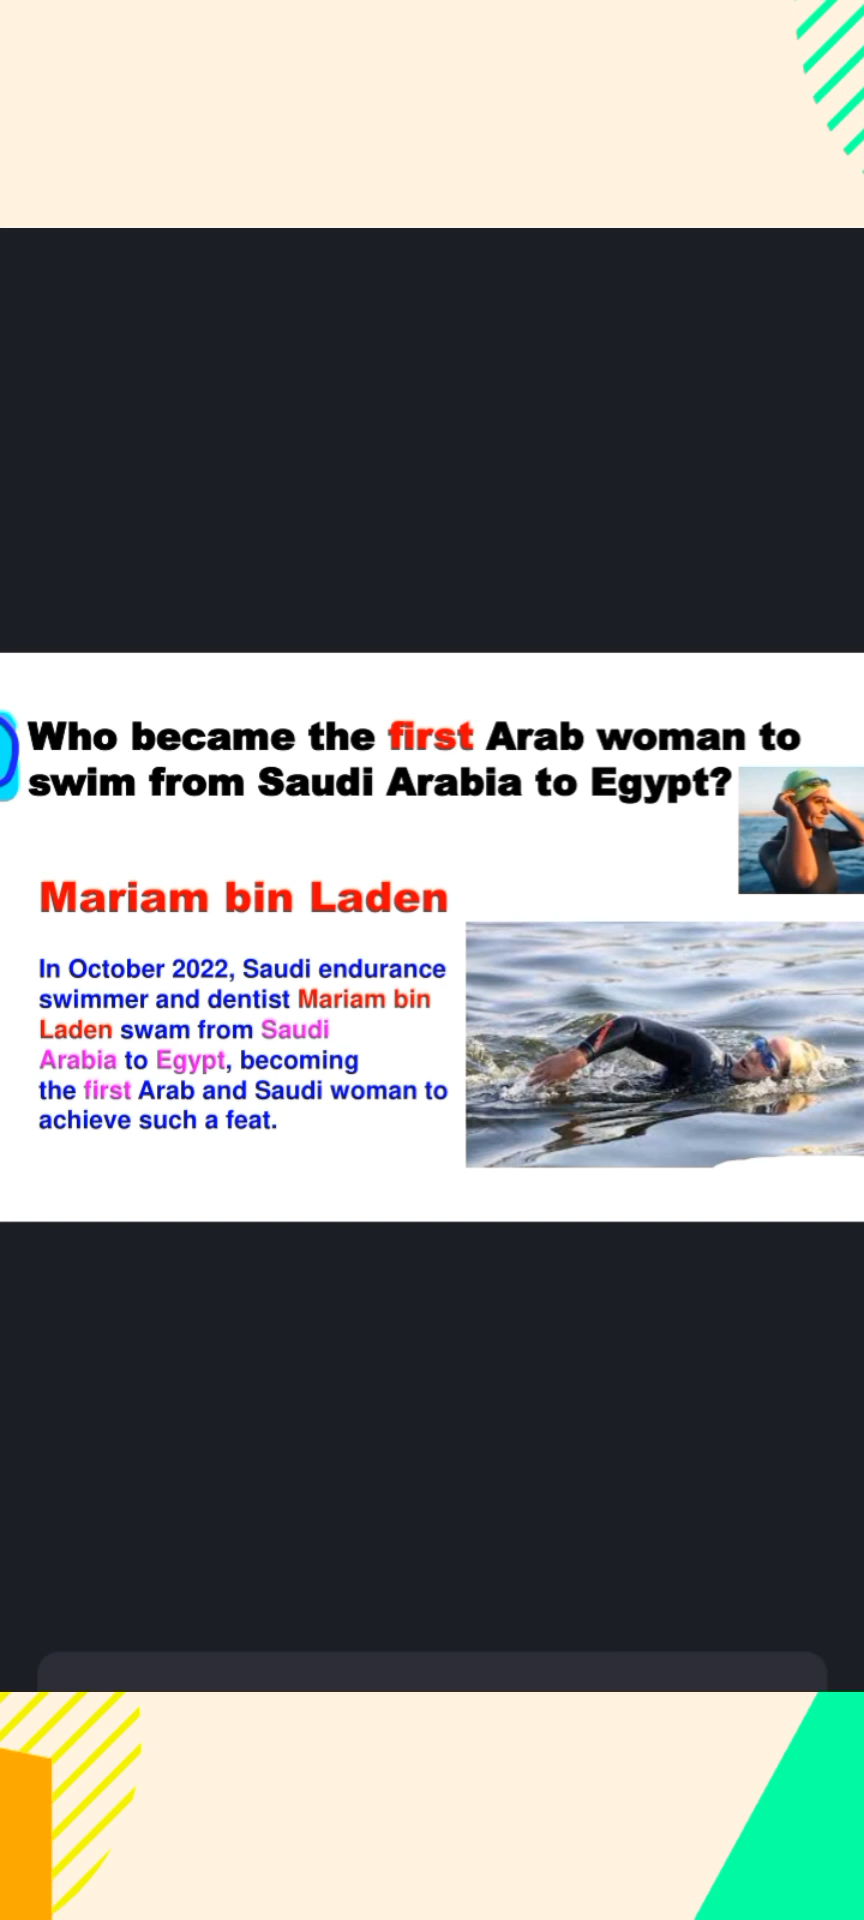 Who became the first Arab woman to
swim from Saudi Arabia to Egypt?
Mariam bin Laden
In October 2022, Saudi endurance
swimmer and dentist Mariam bin
Laden swam from Saudi
Arabia to Egypt, becoming
the first Arab and Saudi woman to
achieve such a feat.